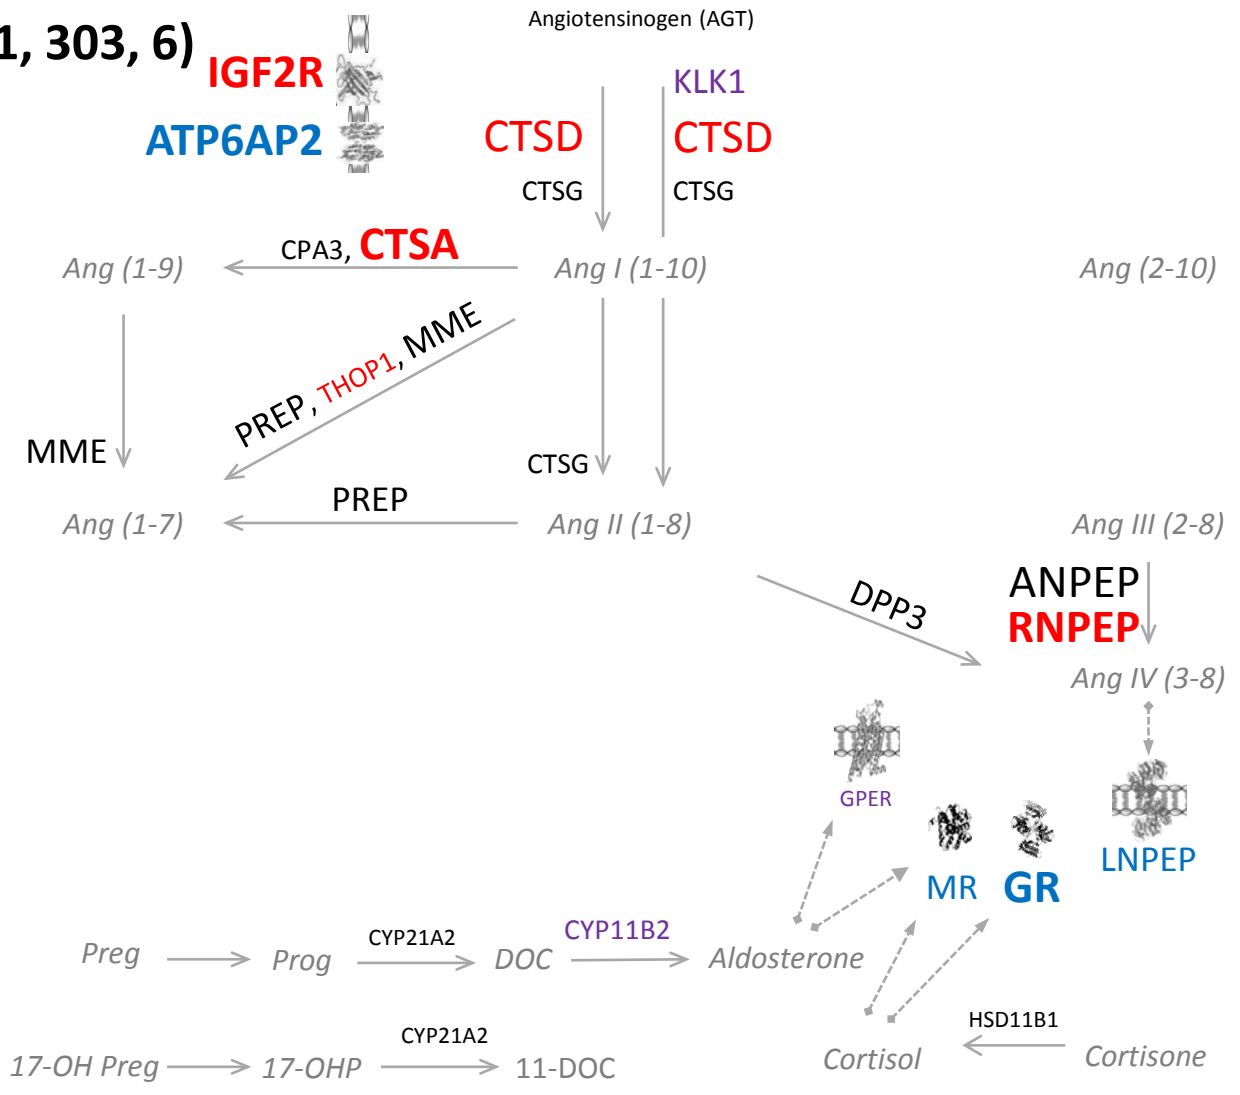 Angiotensinogen (AGT)
1, 303, 6)
IGF2R
KLK1
ATP6AP2
CTSD
CTSD
CTSG
CTSG
CPA3, CTSA
Ang (1-9)
Ang I (1-10)
Ang (2-10)
PREP, THOP1, MME
MME
CTSG
PREP
Ang (1-7)
Ang II (1-8)
Ang III (2-8)
ANPEP
DPP3
RNPEP
Ang IV (3-8)
GPER
LNPEP
MR
GR
CYP21A2
CYP11B2
Preg
Prog
DOC
Aldosterone
HSD11B1
CYP21A2
17-OH Preg
17-OHP
11-DOC
Cortisol
Cortisone